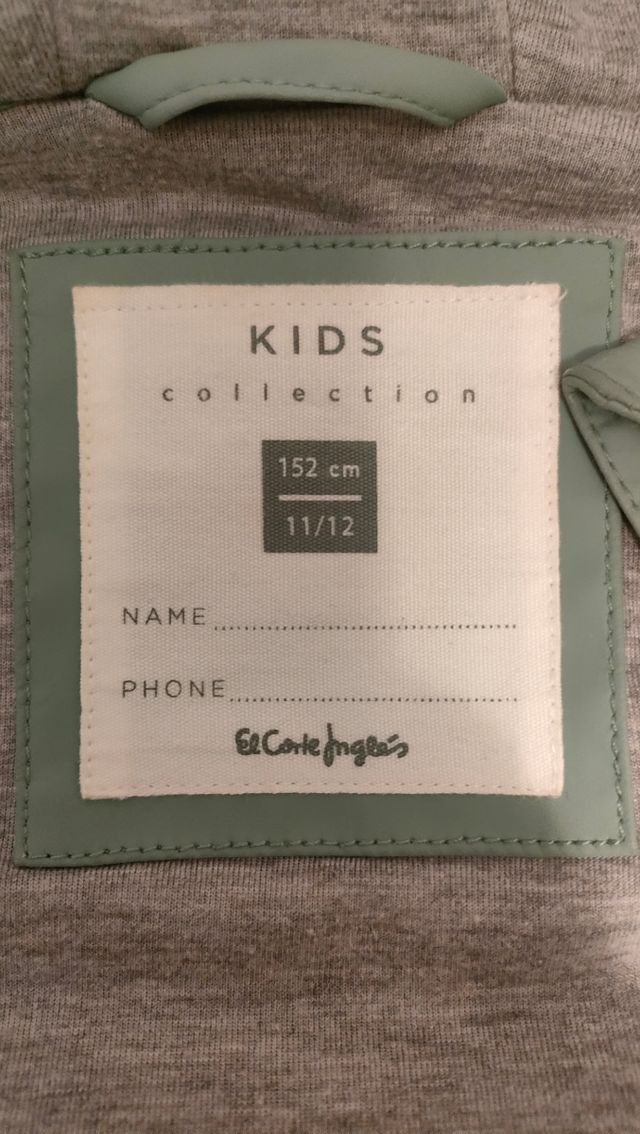 KIDS
collection
152 cm
11/12
NAME
PHONE
El Corte Inglés